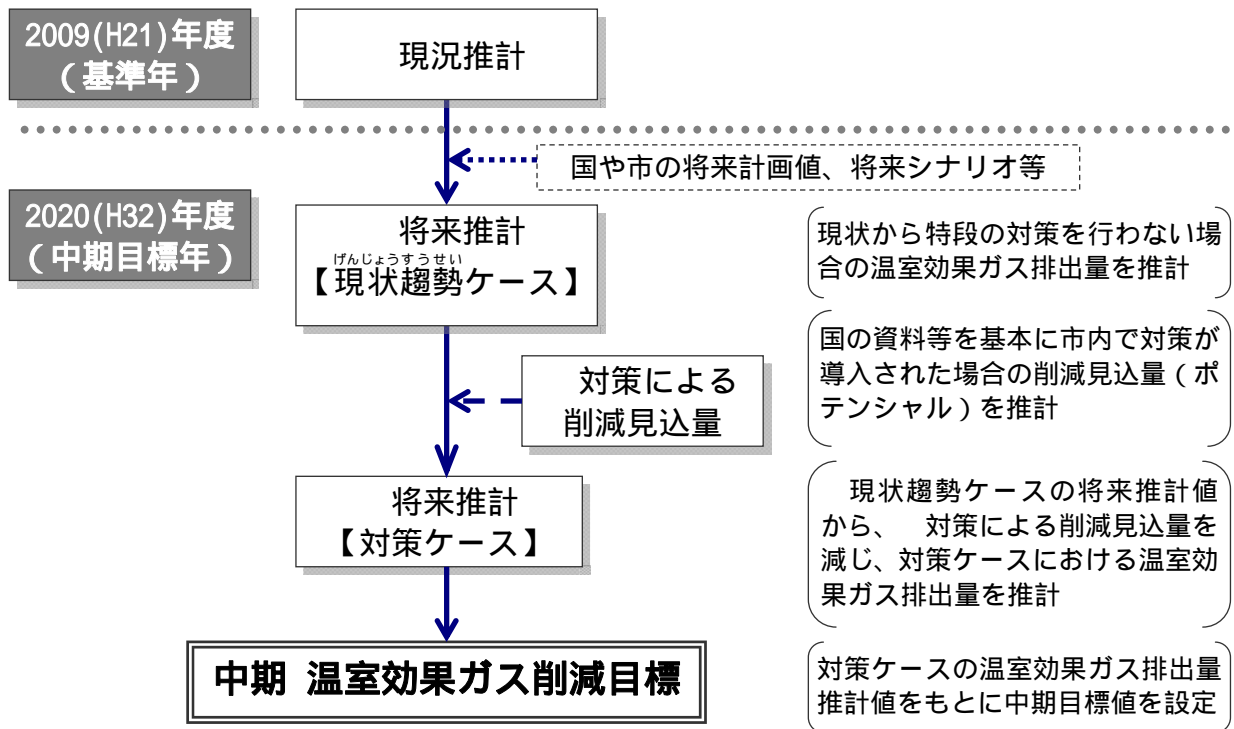 2009(H21)年度
(基準年)
現況推計
国や市の将来計画値、将来シナリオ等
2020(H32)年度
(中期目標年)
将来推計
げんじょうすうせい
【現状趨勢ケース】
現状から特段の対策を行わない場
合の温室効果ガス排出量を推計
対策による
削減見込量
国の資料等を基本に市内で対策が
導入された場合の削減見込量(ポ
テンシャル)を推計
将来推計
【対策ケース】
現状趨勢ケースの将来推計値
から、 対策による削減見込量を
減じ、対策ケースにおける温室効
果ガス排出量を推計
中期 温室効果ガス削減目標
対策ケースの温室効果ガス排出量
推計値をもとに中期目標値を設定